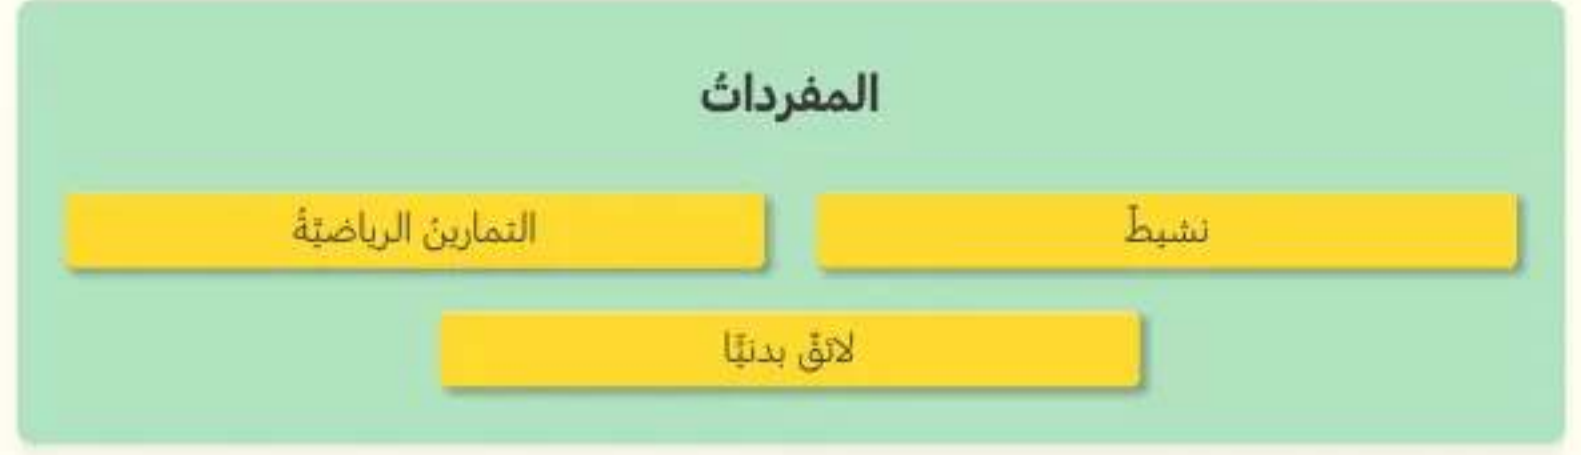 المفرداتُ
نشيطٌ
التمارينُ الرياضيّةُ
لائقٌ بدنيًّا